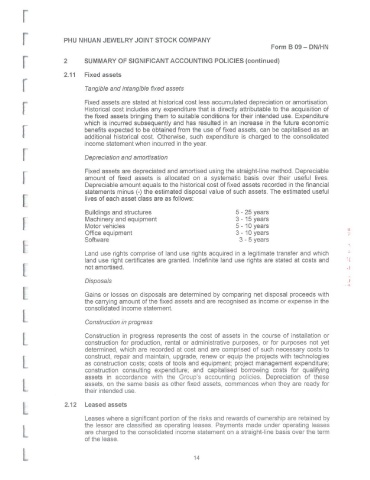 PHU NHUAN JEWELRY JOINT STOCK COMPANY
Form B 09 – DN/HN
2 SUMMARY OF SIGNIFICANT ACCOUNTING POLICIES (continued)
2.11 Fixed assets
Tangible and intangible fixed assets
Fixed assets are stated at historical cost less accumulated depreciation or amortisation.
Historical cost includes any expenditure that is directly attributable to the acquisition of
the fixed assets bringing them to suitable conditions for their intended use. Expenditure
which is incurred subsequently and has resulted in an increase in the future economic
benefits expected to be obtained from the use of fixed assets, can be capitalised as an
additional historical cost. Otherwise, such expenditure is charged to the consolidated
income statement when incurred in the year.
Depreciation and amortisation
Fixed assets are depreciated and amortised using the straight-line method. Depreciable
amount of fixed assets is allocated on a systematic basis over their useful lives.
Depreciable amount equals to the historical cost of fixed assets recorded in the financial
statements minus (-) the estimated disposal value of such assets. The estimated useful
lives of each asset class are as follows:
Buildings and structures 5 - 25 years
Machinery and equipment 3 - 15 years
Motor vehicles 5 - 10 years
Office equipment 3 - 10 years
Software 3 - 8 years
Land use rights comprise of land use rights acquired in a legitimate transfer and which
land use right certificates are granted. Indefinite land use rights are stated at costs and
not amortised.
Disposals
Gains or losses on disposals are determined by comparing net disposal proceeds with
the carrying amount of the fixed assets and are recognised as income or expense in the
consolidated income statement.
Construction in progress
Construction in progress represents the cost of assets in the course of installation or
construction for production, rental or administrative purposes, or for purposes not yet
determined, which are recorded at cost and are comprised of such necessary costs to
construct, repair and maintain, upgrade, renew or equip the projects with technologies
as construction costs; costs of tools and equipment; project management expenditure;
construction consulting expenditure; and capitalised borrowing costs for qualifying
assets in accordance with the Group's accounting policies. Depreciation of these
assets, on the same basis as other fixed assets, commences when they are ready for
their intended use.
2.12 Leased assets
Leases where a significant portion of the risks and rewards of ownership are retained by
the lessor are classified as operating leases. Payments made under operating leases
are charged to the consolidated income statement on a straight-line basis over the term
of the lease.
14